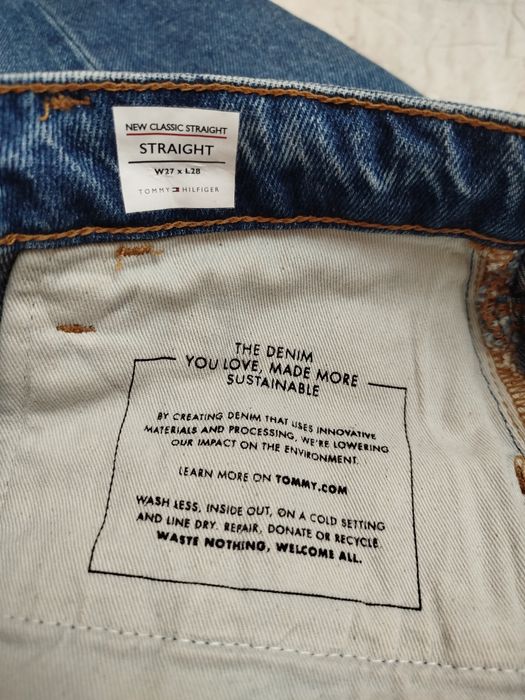 NEW CLASSIC STRAIGHT
STRAIGHT
W27 x L28
TOMMY HILFIGER
THE DENIM
YOU LOVE, MADE MORE
SUSTAINABLE
BY CREATING DENIM THAT USES INNOVATIVE
MATERIALS AND PROCESSING, WE'RE LOWERING
OUR IMPACT ON THE ENVIRONMENT.
LEARN MORE ON TOMMY.COM
WASH LESS, INSIDE OUT, ON A COLD SETTING
AND LINE DRY. REPAIR, DONATE OR RECYCLE.
WASTE NOTHING, WELCOME ALL.